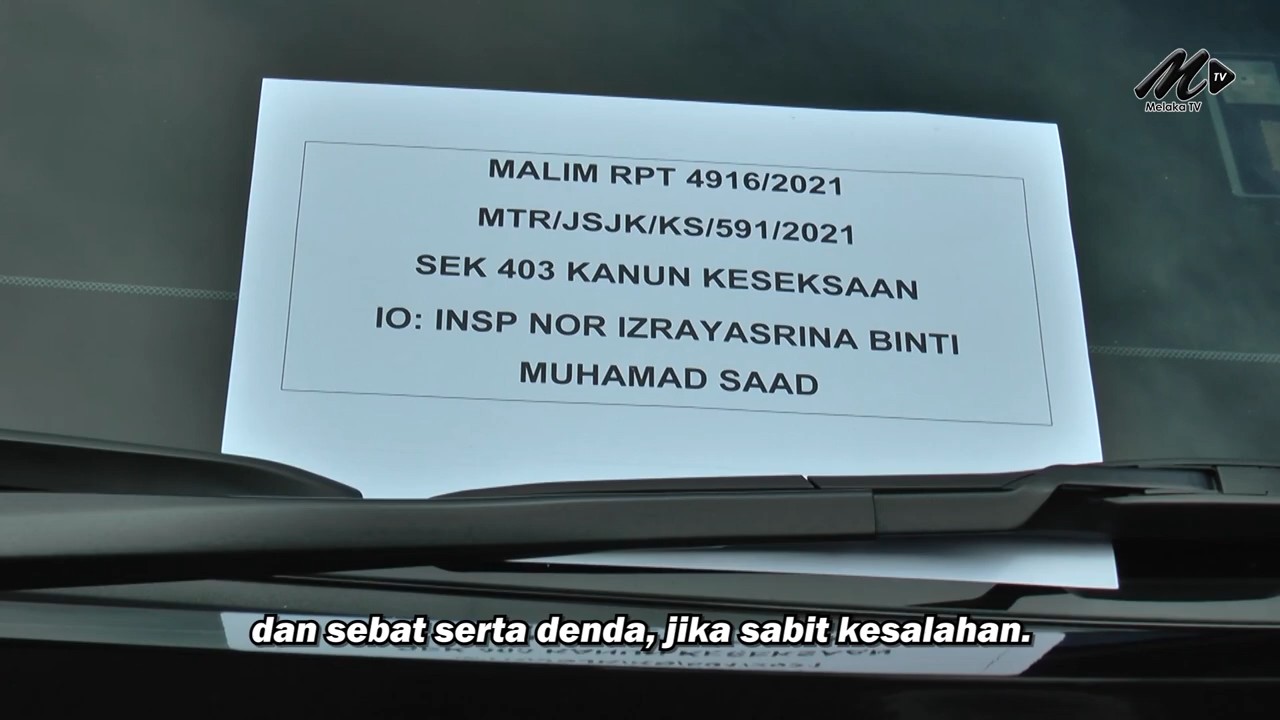 M TV
Melaka TV
MALIM RPT 4916/2021
MTR/JSJK/KS/591/2021
SEK 403 KANUN KESEKSAAN
IO: INSP NOR IZRAYASRINA BINTI
MUHAMAD SAAD
dan sebat serta denda, jika sabit kesalahan.